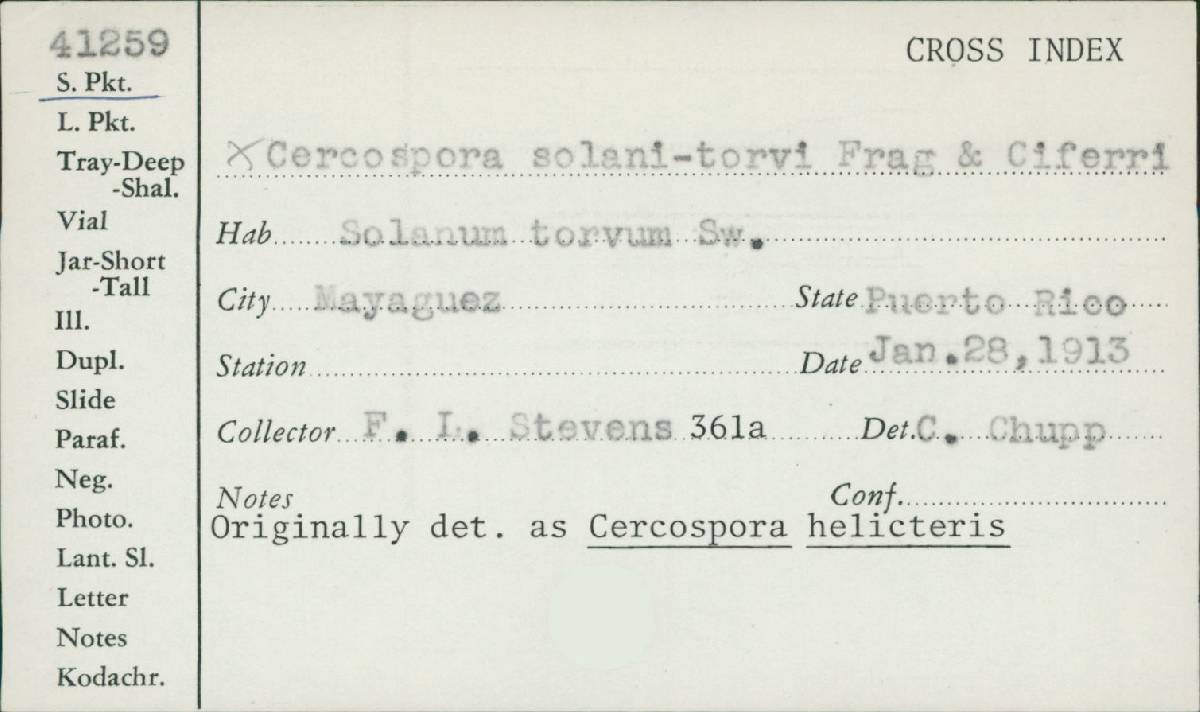 41259
S. Pkt.
L. Pkt.
Tray-Deep
-Shal.
Vial
Jar-Short
-Tall
Ill.
Dupl.
Slide
Paraf.
Neg.
Photo.
Lant. Sl.
Letter
Notes
Kodachr.
CROSS INDEX
X Cercospora solani-torvi Frag & Ciferri
Hab Solanum torvum Sw.
City Mayaguez State Puerto Rico
Station Date Jan.28,1913
Collector F. L. Stevens 361a Det. C. Chupp
Notes Conf.
Originally det. as Cercospora helicteris